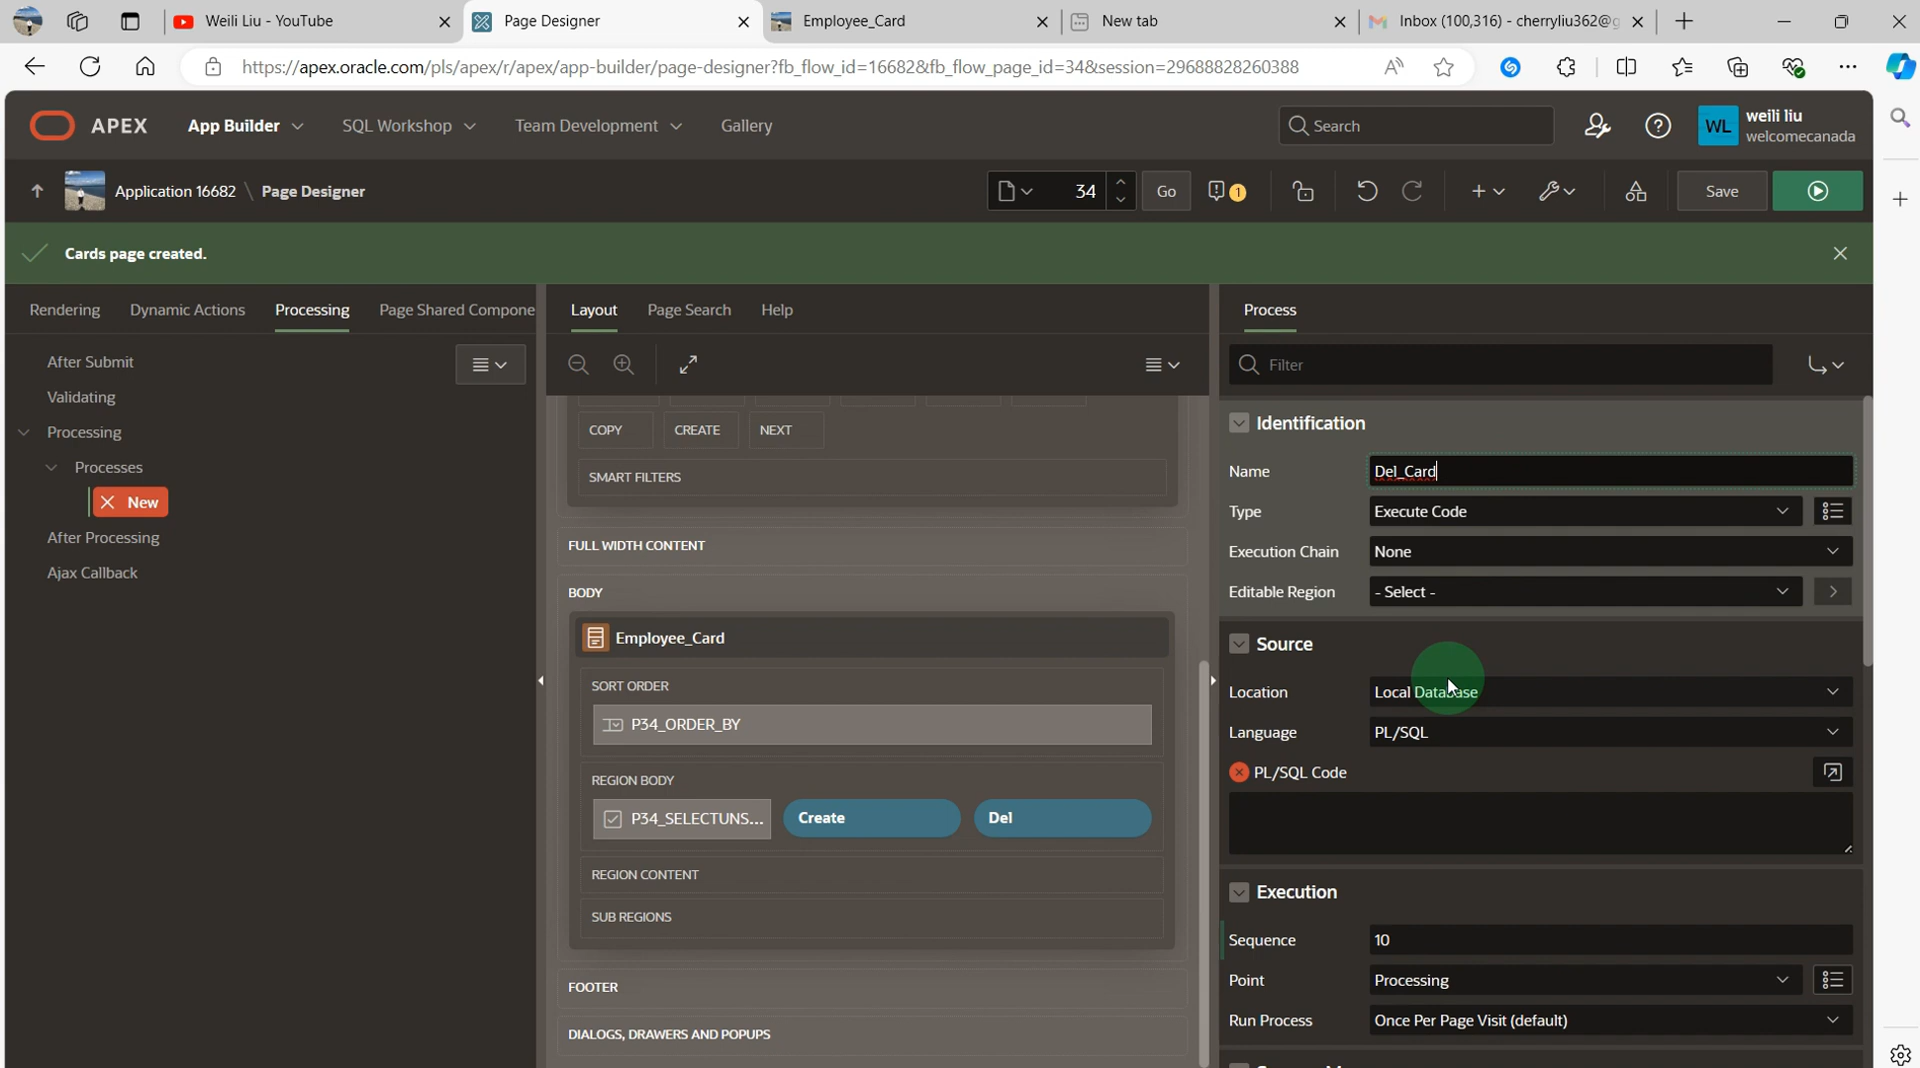 Weili Liu - YouTube
Page Designer
Employee_Card
New tab
Inbox (100,316) - cherryliu362@g
https://apex.oracle.com/pls/apex/r/apex/app-builder/page-designer?fb_flow_id=16682&fb_flow_page_id=34&session=29688828260388
APEX
App Builder
SQL Workshop
Team Development
Gallery
Search
WL
weili liu
welcomecanada
Application 16682 \ Page Designer
34
Go
1
Save
Cards page created.
Rendering
Dynamic Actions
Processing
Page Shared Compone
Layout
Page Search
Help
Process
After Submit
Validating
Processing
Processes
New
After Processing
Ajax Callback
COPY
CREATE
NEXT
SMART FILTERS
FULL WIDTH CONTENT
BODY
Employee_Card
SORT ORDER
P34_ORDER_BY
REGION BODY
P34_SELECTUNS...
Create
Del
REGION CONTENT
SUB REGIONS
FOOTER
DIALOGS, DRAWERS AND POPUPS
Filter
Identification
Name Del_Card
Type Execute Code
Execution Chain None
Editable Region - Select -
Source
Location Local Database
Language PL/SQL
PL/SQL Code
Execution
Sequence 10
Point Processing
Run Process Once Per Page Visit (default)